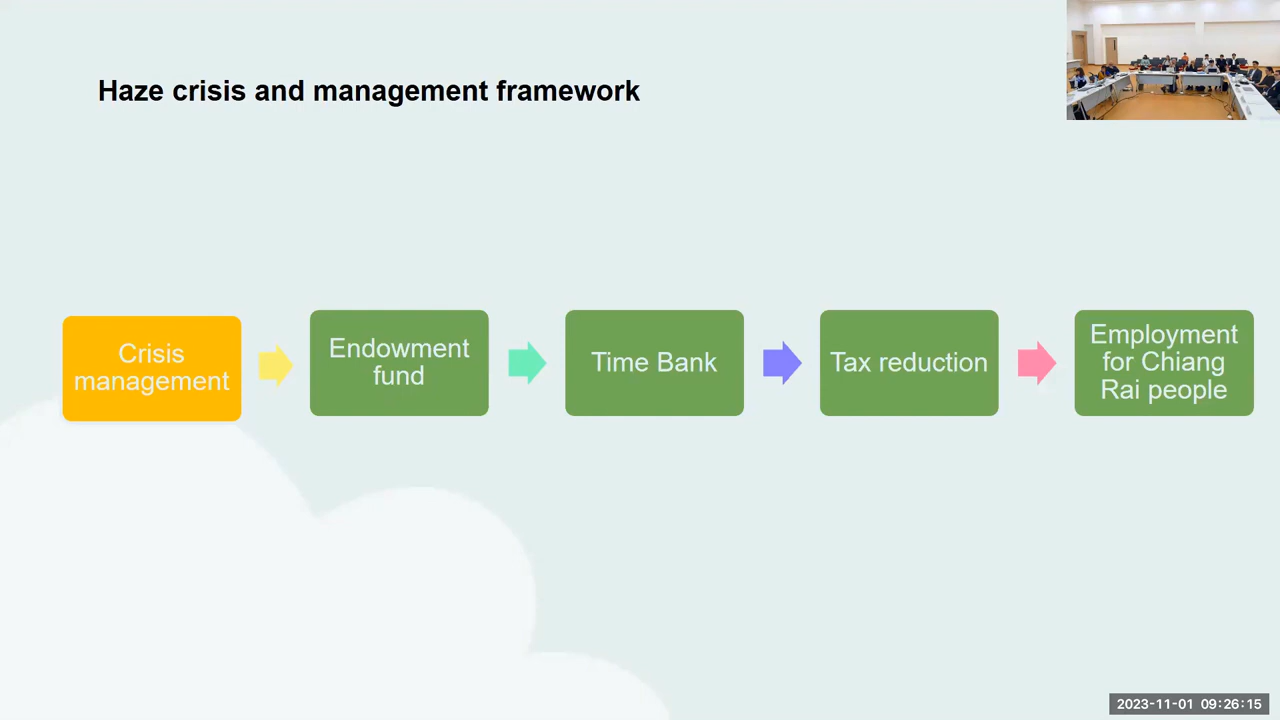 Haze crisis and management framework
Crisis
management
Endowment
fund
Time Bank
Tax reduction
Employment
for Chiang
Rai people
2023-11-01 09:26:15